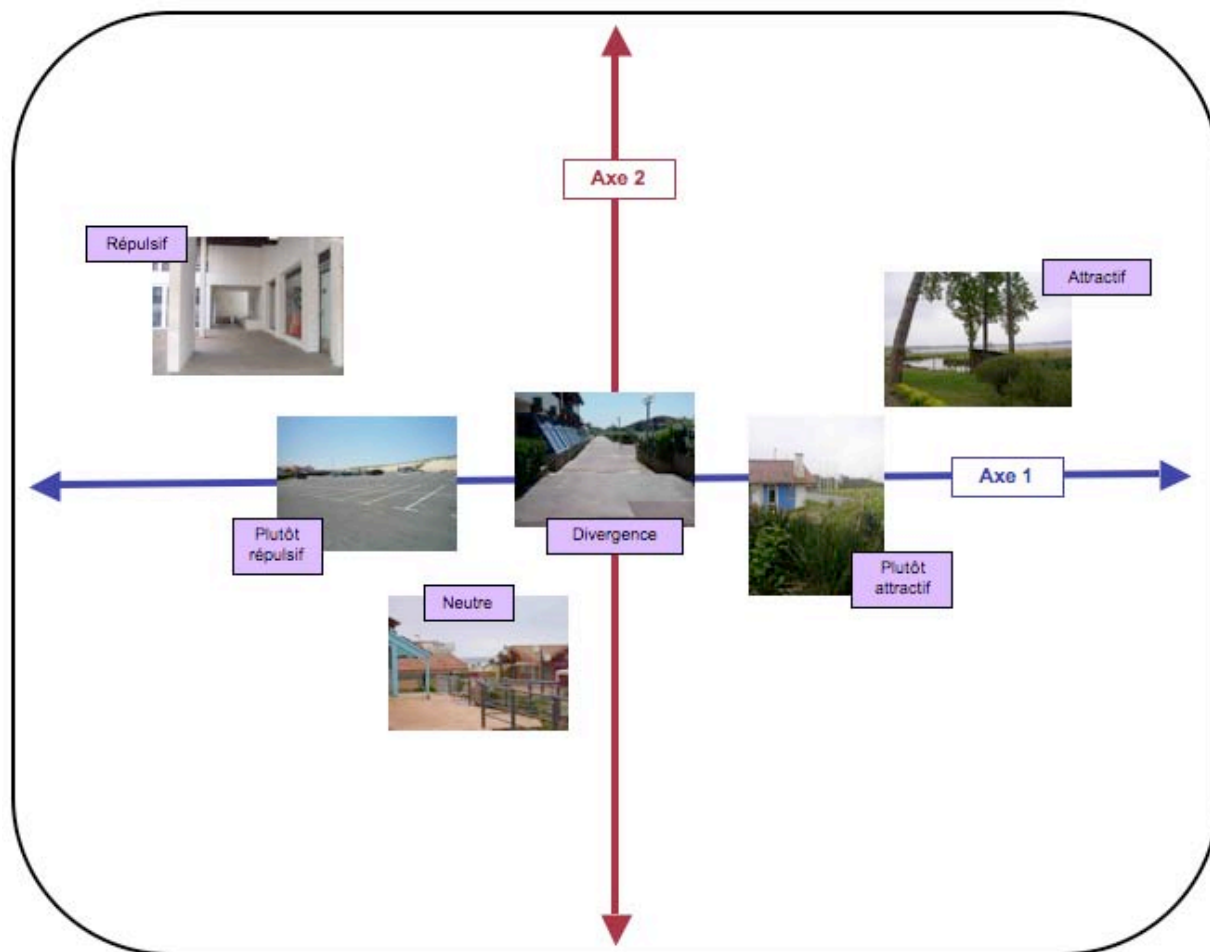 Axe 2
Répulsif
Attractif
Axe 1
Plutôt
répulsif
Divergence
Plutôt
attractif
Neutre